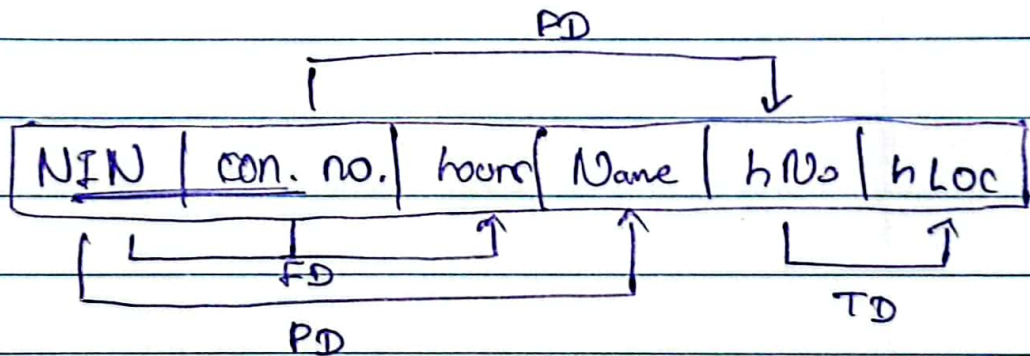 PD
NIN | con. no. | hours | Name | hNo | hLOC
FD
TD
PD